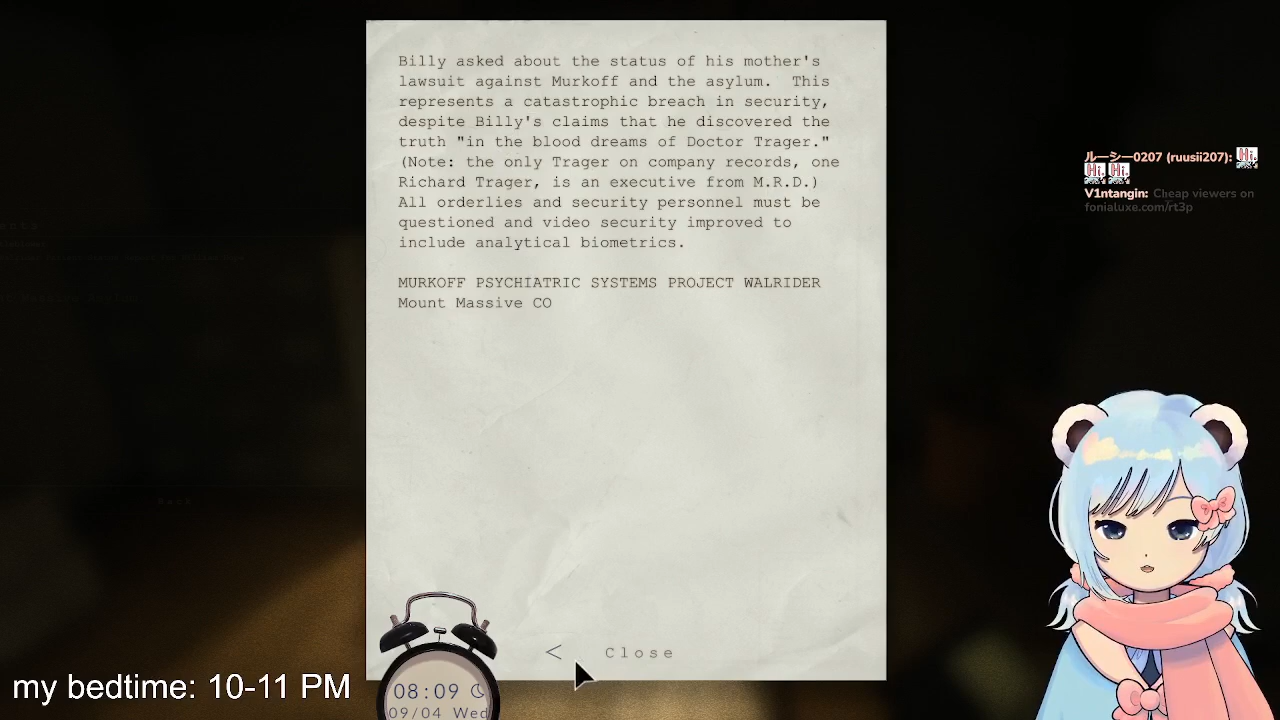 Billy asked about the status of his mother's
lawsuit against Murkoff and the asylum.  This
represents a catastrophic breach in security,
despite Billy's claims that he discovered the
truth "in the blood dreams of Doctor Trager."
(Note: the only Trager on company records, one
Richard Trager, is an executive from M.R.D.)
All orderlies and security personnel must be
questioned and video security improved to
include analytical biometrics.
MURKOFF PSYCHIATRIC SYSTEMS PROJECT WALRIDER
Mount Massive CO
< Close
ルーシー0207 (ruusii207): Hi.
Hi. Hi.
V1ntangin: Cheap viewers on
fonialuxe.com/rt3p
my bedtime: 10-11 PM
08:09
09/04 Wed